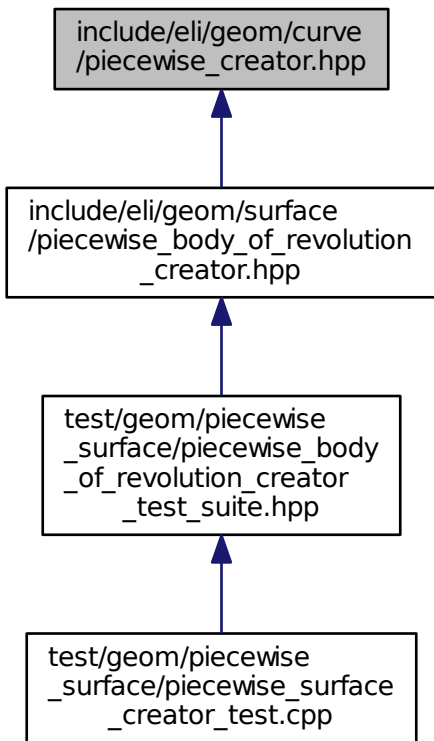 include/eli/geom/curve
/piecewise_creator.hpp
include/eli/geom/surface
/piecewise_body_of_revolution
_creator.hpp
test/geom/piecewise
_surface/piecewise_body
_of_revolution_creator
_test_suite.hpp
test/geom/piecewise
_surface/piecewise_surface
_creator_test.cpp